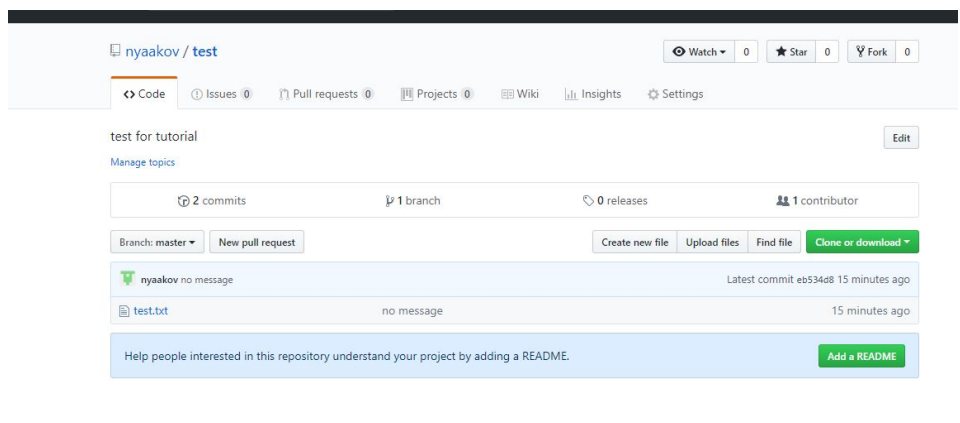 nyaakov / test
Watch 0 Star 0 Fork 0
Code Issues 0 Pull requests 0 Projects 0 Wiki Insights Settings
test for tutorial Edit
Manage topics
2 commits 1 branch 0 releases 1 contributor
Branch: master New pull request Create new file Upload files Find file Clone or download
nyaakov no message Latest commit eb534d8 15 minutes ago
test.txt no message 15 minutes ago
Help people interested in this repository understand your project by adding a README. Add a README